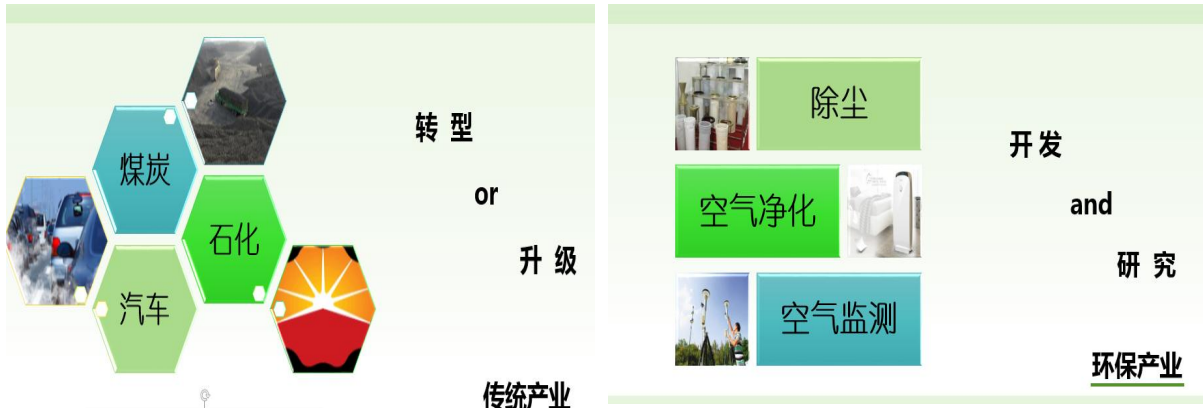 煤炭
石化
汽车
转型
or
升级
传统产业
除尘
空气净化
空气监测
开发
and
研究
环保产业